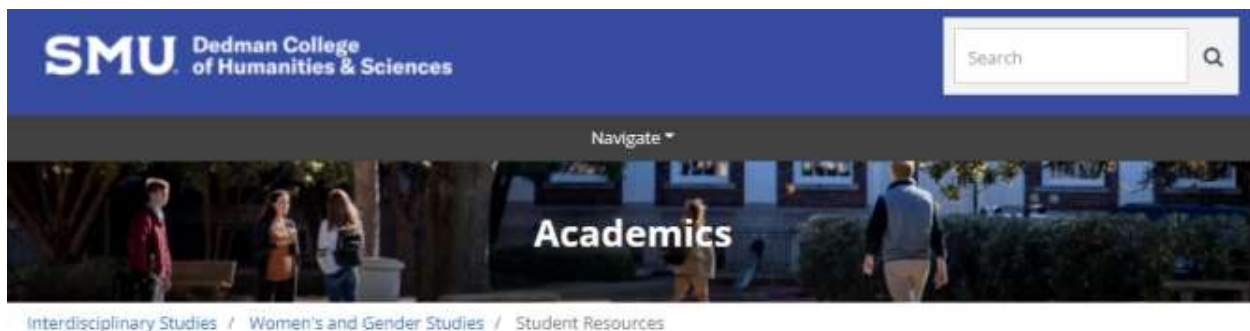 SMU Dedman College
of Humanities & Sciences
Search
Navigate
Academics
Interdisciplinary Studies / Women's and Gender Studies / Student Resources